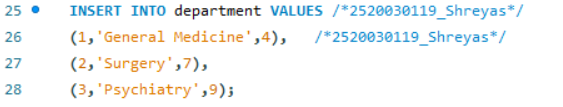 25 INSERT INTO department VALUES /*2520030119_Shreyas*/
26 (1,'General Medicine',4), /*2520030119_Shreyas*/
27 (2,'Surgery',7),
28 (3,'Psychiatry',9);